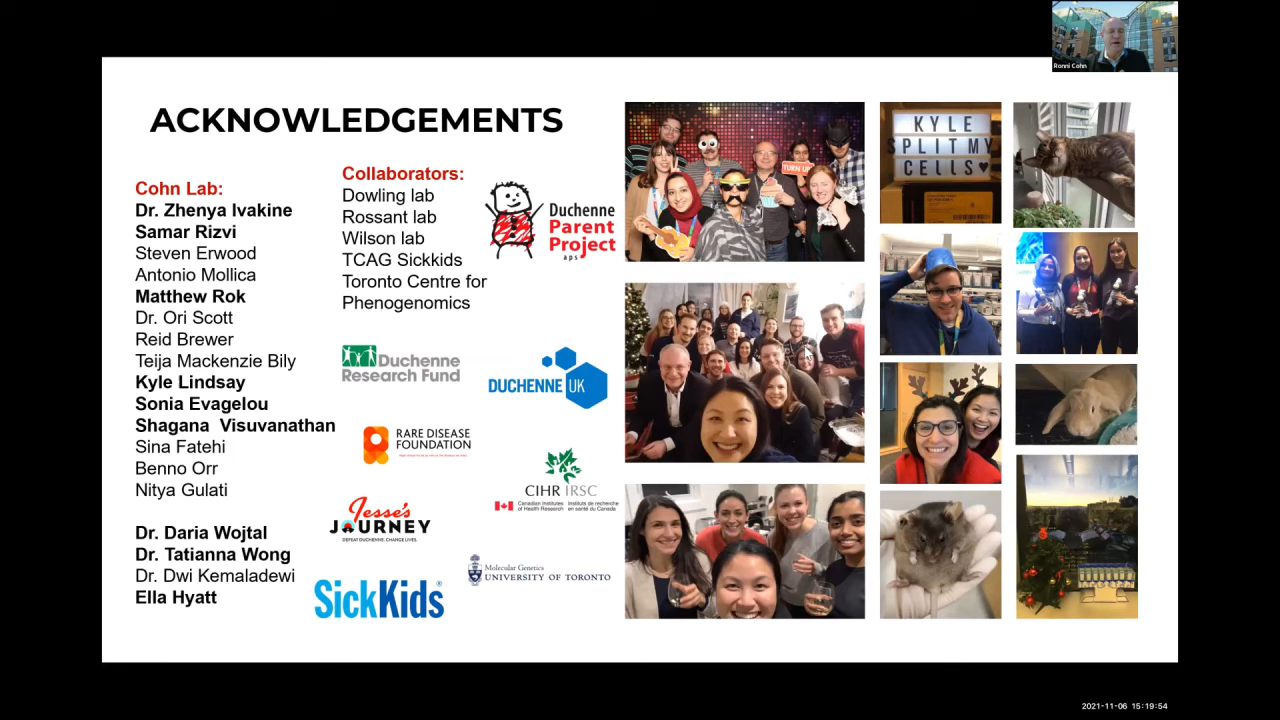 Ronni Cohn
ACKNOWLEDGEMENTS
Cohn Lab:
Dr. Zhenya Ivakine
Samar Rizvi
Steven Erwood
Antonio Mollica
Matthew Rok
Dr. Ori Scott
Reid Brewer
Teija Mackenzie Bily
Kyle Lindsay
Sonia Evagelou
Shagana Visuvanathan
Sina Fatehi
Benno Orr
Nitya Gulati
Dr. Daria Wojtal
Dr. Tatianna Wong
Dr. Dwi Kemaladewi
Ella Hyatt
Collaborators:
Dowling lab
Rossant lab
Wilson lab
TCAG Sickkids
Toronto Centre for
Phenogenomics
Duchenne
Parent
Project
aps
Duchenne
Research Fund
DUCHENNE UK
RARE DISEASE
FOUNDATION
CIHR IRSC
Canadian Institutes
of Health Research
Instituts de recherche
en santé du Canada
Jesse's
JOURNEY
DEFEAT DUCHENNE, CHANGE LIVES.
Molecular Genetics
UNIVERSITY OF TORONTO
SickKids®
TURN UP
KYLE
SPLIT MY
CELLS♥
2021-11-06 15:19:54